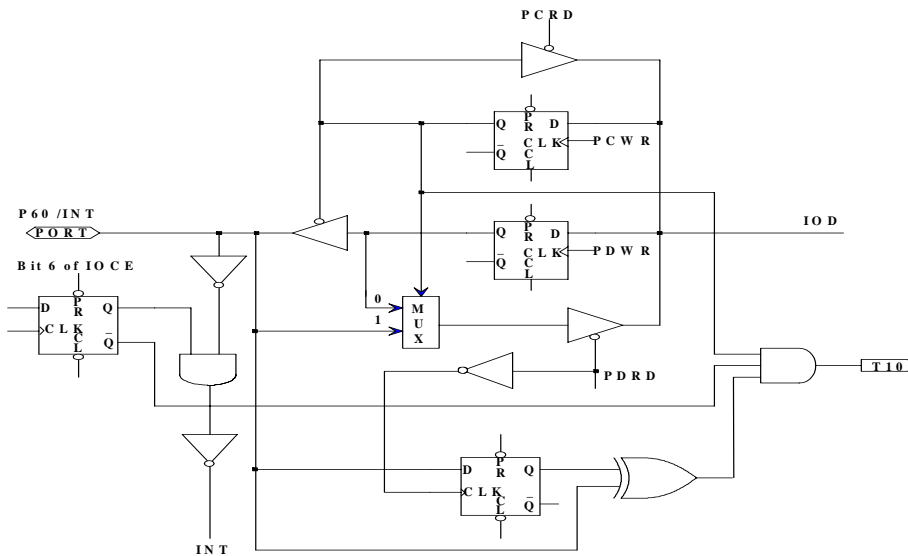 PCRD
Q PR D
CLK PCWR
Q̅ CL
P60 /INT
PORT
Q PR D
IOD
CLK PDWR
Q̅ CL
Bit 6 of IOCE
D PR Q
CLK
CL Q̅
0
1
MUX
PDRD
T10
D PR Q
CLK
CL Q̅
INT